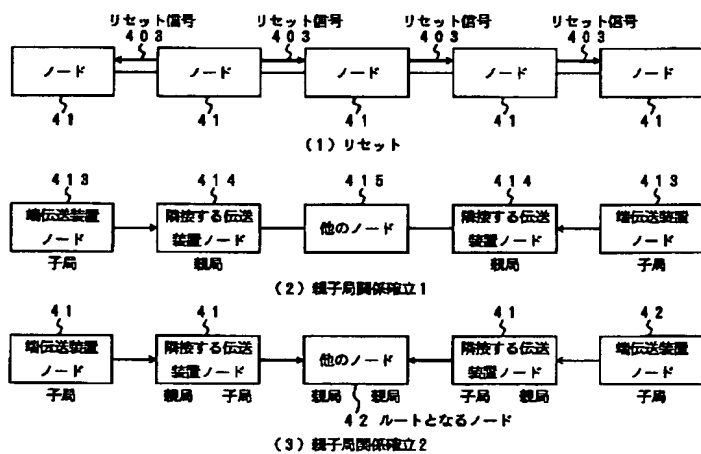 リセット信号 リセット信号 リセット信号 リセット信号
403 403 403 403
ノード ノード ノード ノード ノード
41 41 41 41 41
(1)リセット
413 414 415 414 413
端伝送装置 隣接する伝送 他のノード 隣接する伝送 端伝送装置
ノード 装置ノード 装置ノード ノード
子局 親局 親局 子局
(2)親子局関係確立1
41 41 41 42
端伝送装置 隣接する伝送 他のノード 隣接する伝送 端伝送装置
ノード 装置ノード 装置ノード ノード
子局 親局 子局 親局 親局 子局 親局 子局
42 ルートとなるノード
(3)親子局関係確立2